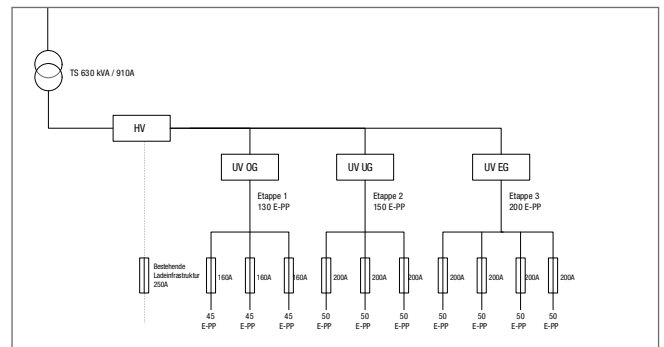 TS 630 kVA / 910A
HV
UV OG
UV UG
UV EG
Etappe 1
130 E-PP
Etappe 2
150 E-PP
Etappe 3
200 E-PP
Bestehende
Ladeinfrastruktur
250A
160A
160A
160A
200A
200A
200A
200A
200A
200A
200A
45
E-PP
45
E-PP
45
E-PP
50
E-PP
50
E-PP
50
E-PP
50
E-PP
50
E-PP
50
E-PP
50
E-PP